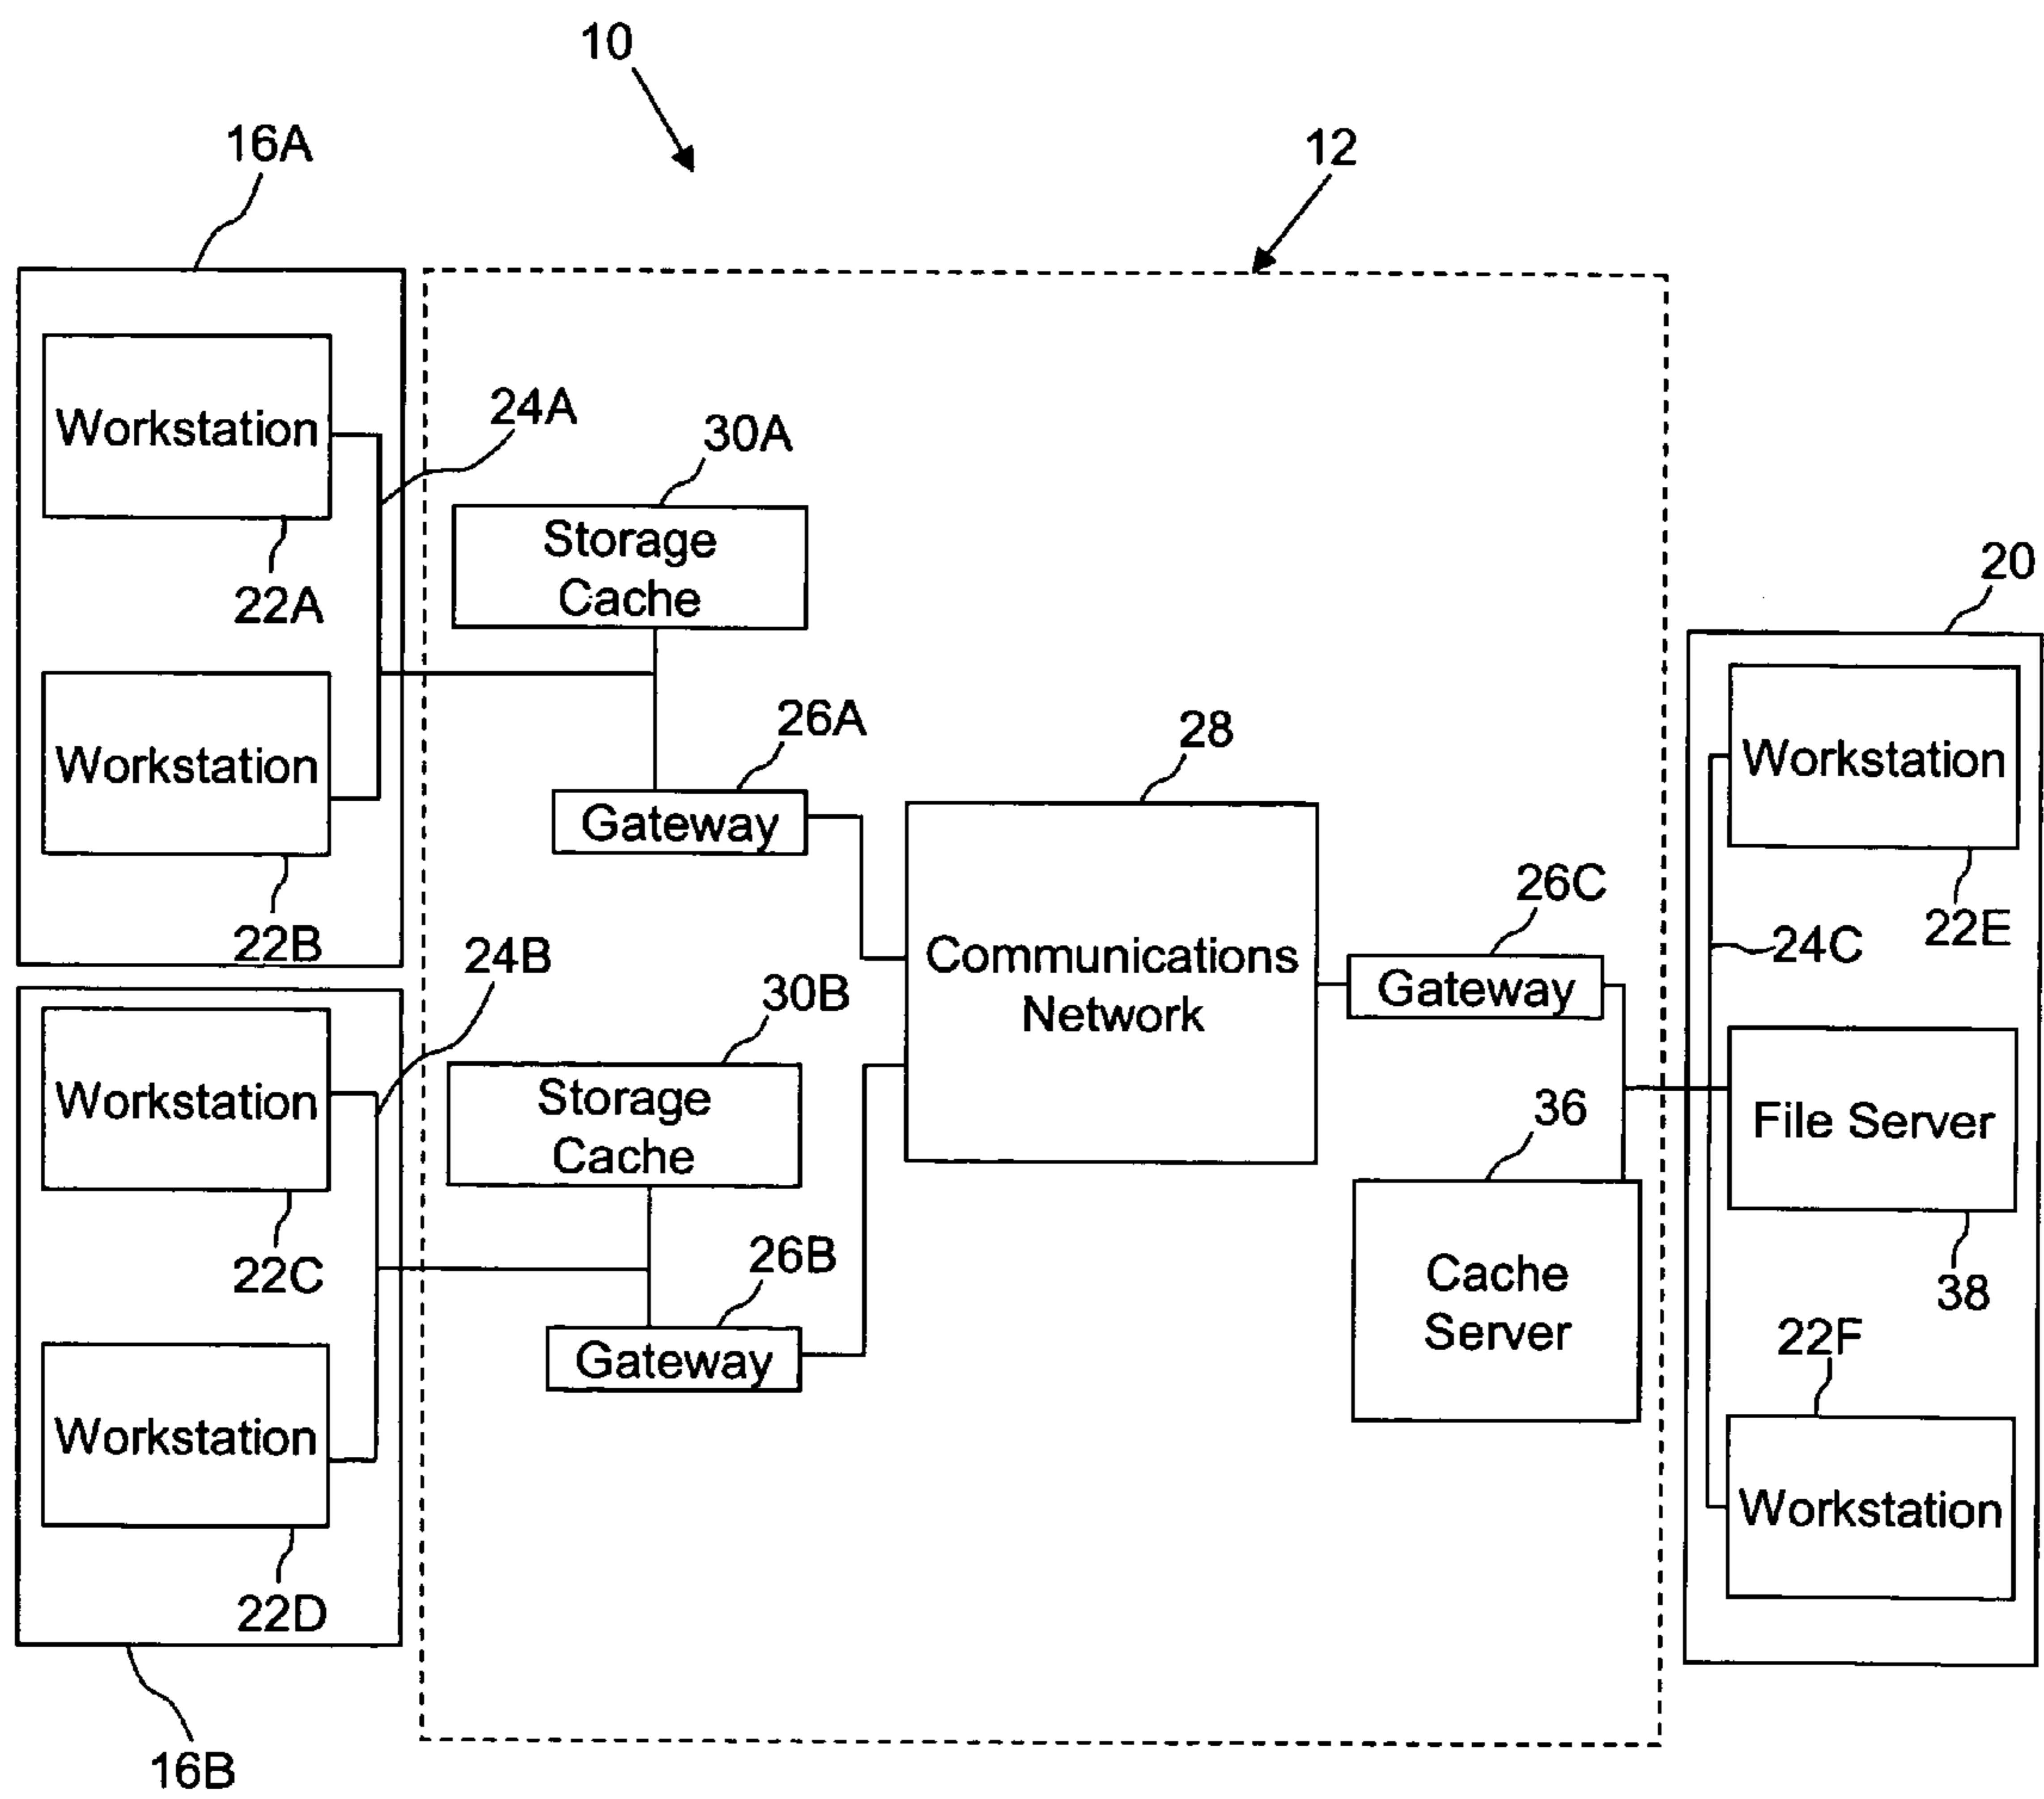 10
12
16A
Workstation
22A
Workstation
22B
24A
30A
Storage
Cache
26A
Gateway
28
Communications
Network
20
Workstation
22E
24C
26C
Gateway
File Server
38
36
Cache
Server
22F
Workstation
24B
30B
Storage
Cache
26B
Gateway
Workstation
22C
Workstation
22D
16B